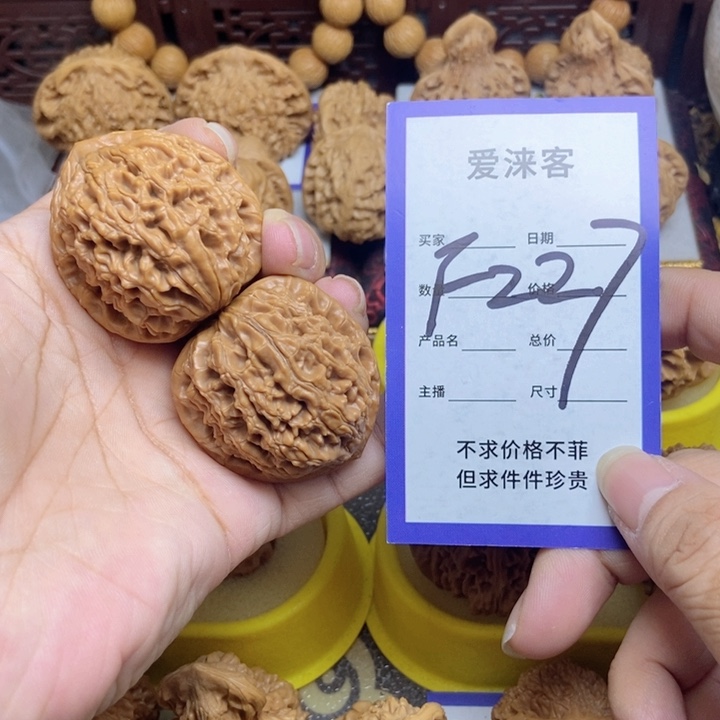 爱涞客
买家 日期
F227
数量 价格
产品名 总价
主播 尺寸
不求价格不菲
但求件件珍贵